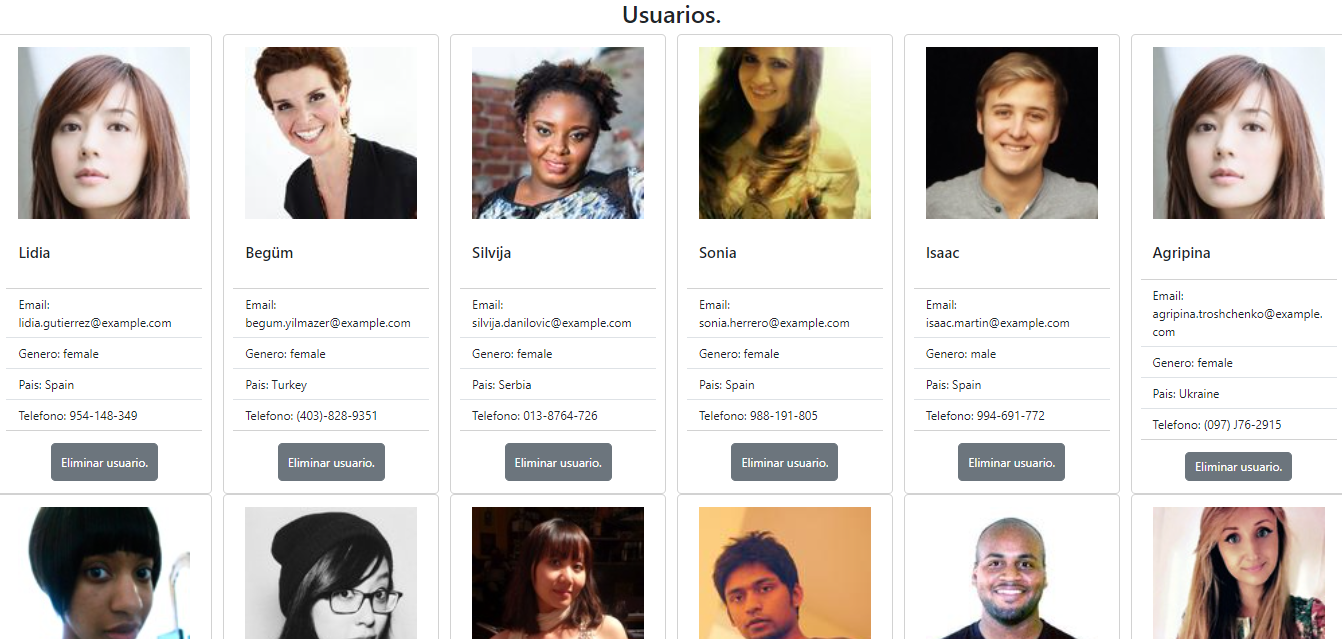 Usuarios.
Lidia
Email:
lidia.gutierrez@example.com
Genero: female
Pais: Spain
Telefono: 954-148-349
Eliminar usuario.
Begüm
Email:
begum.yilmazer@example.com
Genero: female
Pais: Turkey
Telefono: (403)-828-9351
Eliminar usuario.
Silvija
Email:
silvija.danilovic@example.com
Genero: female
Pais: Serbia
Telefono: 013-8764-726
Eliminar usuario.
Sonia
Email:
sonia.herrero@example.com
Genero: female
Pais: Spain
Telefono: 988-191-805
Eliminar usuario.
Isaac
Email:
isaac.martin@example.com
Genero: male
Pais: Spain
Telefono: 994-691-772
Eliminar usuario.
Agripina
Email:
agripina.troshchenko@example.
com
Genero: female
Pais: Ukraine
Telefono: (097) J76-2915
Eliminar usuario.